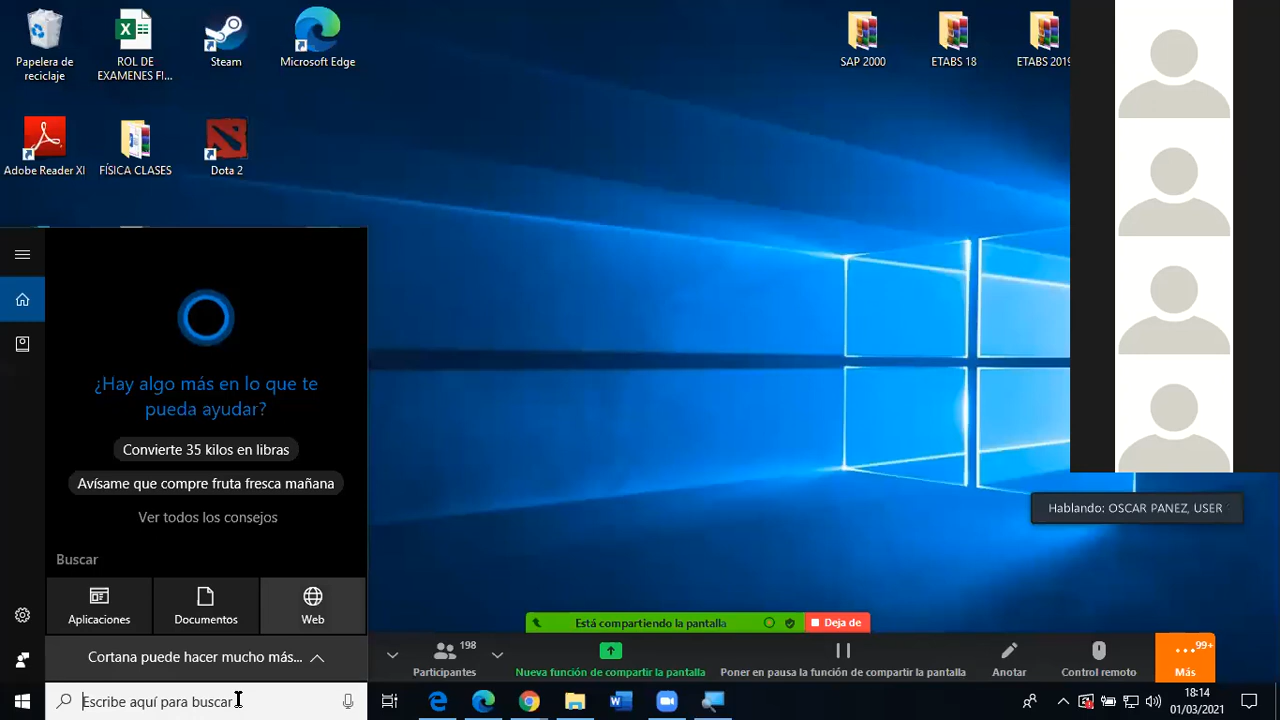 Papelera de
reciclaje
ROL DE
EXAMENES FI...
Steam
Microsoft Edge
SAP 2000
ETABS 18
ETABS 2019
Adobe Reader XI
FÍSICA CLASES
Dota 2
¿Hay algo más en lo que te
pueda ayudar?
Convierte 35 kilos en libras
Avísame que compre fruta fresca mañana
Ver todos los consejos
Buscar
Aplicaciones
Documentos
Web
Cortana puede hacer mucho más...
Escribe aquí para buscar
Hablando: OSCAR PANEZ, USER
Está compartiendo la pantalla
Deja de
198
Participantes
Nueva función de compartir la pantalla
Poner en pausa la función de compartir la pantalla
Anotar
Control remoto
99+
Más
18:14
01/03/2021